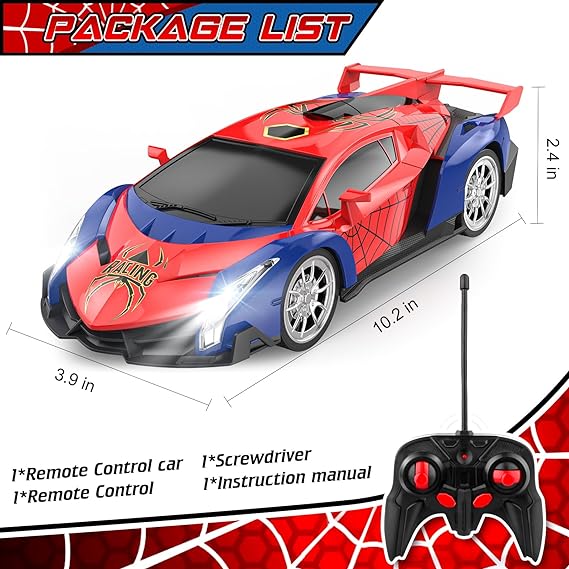 PACKAGE LIST
2.4 in
RACING
10.2 in
3.9 in
1*Remote Control car
1*Screwdriver
1*Remote Control
1*Instruction manual